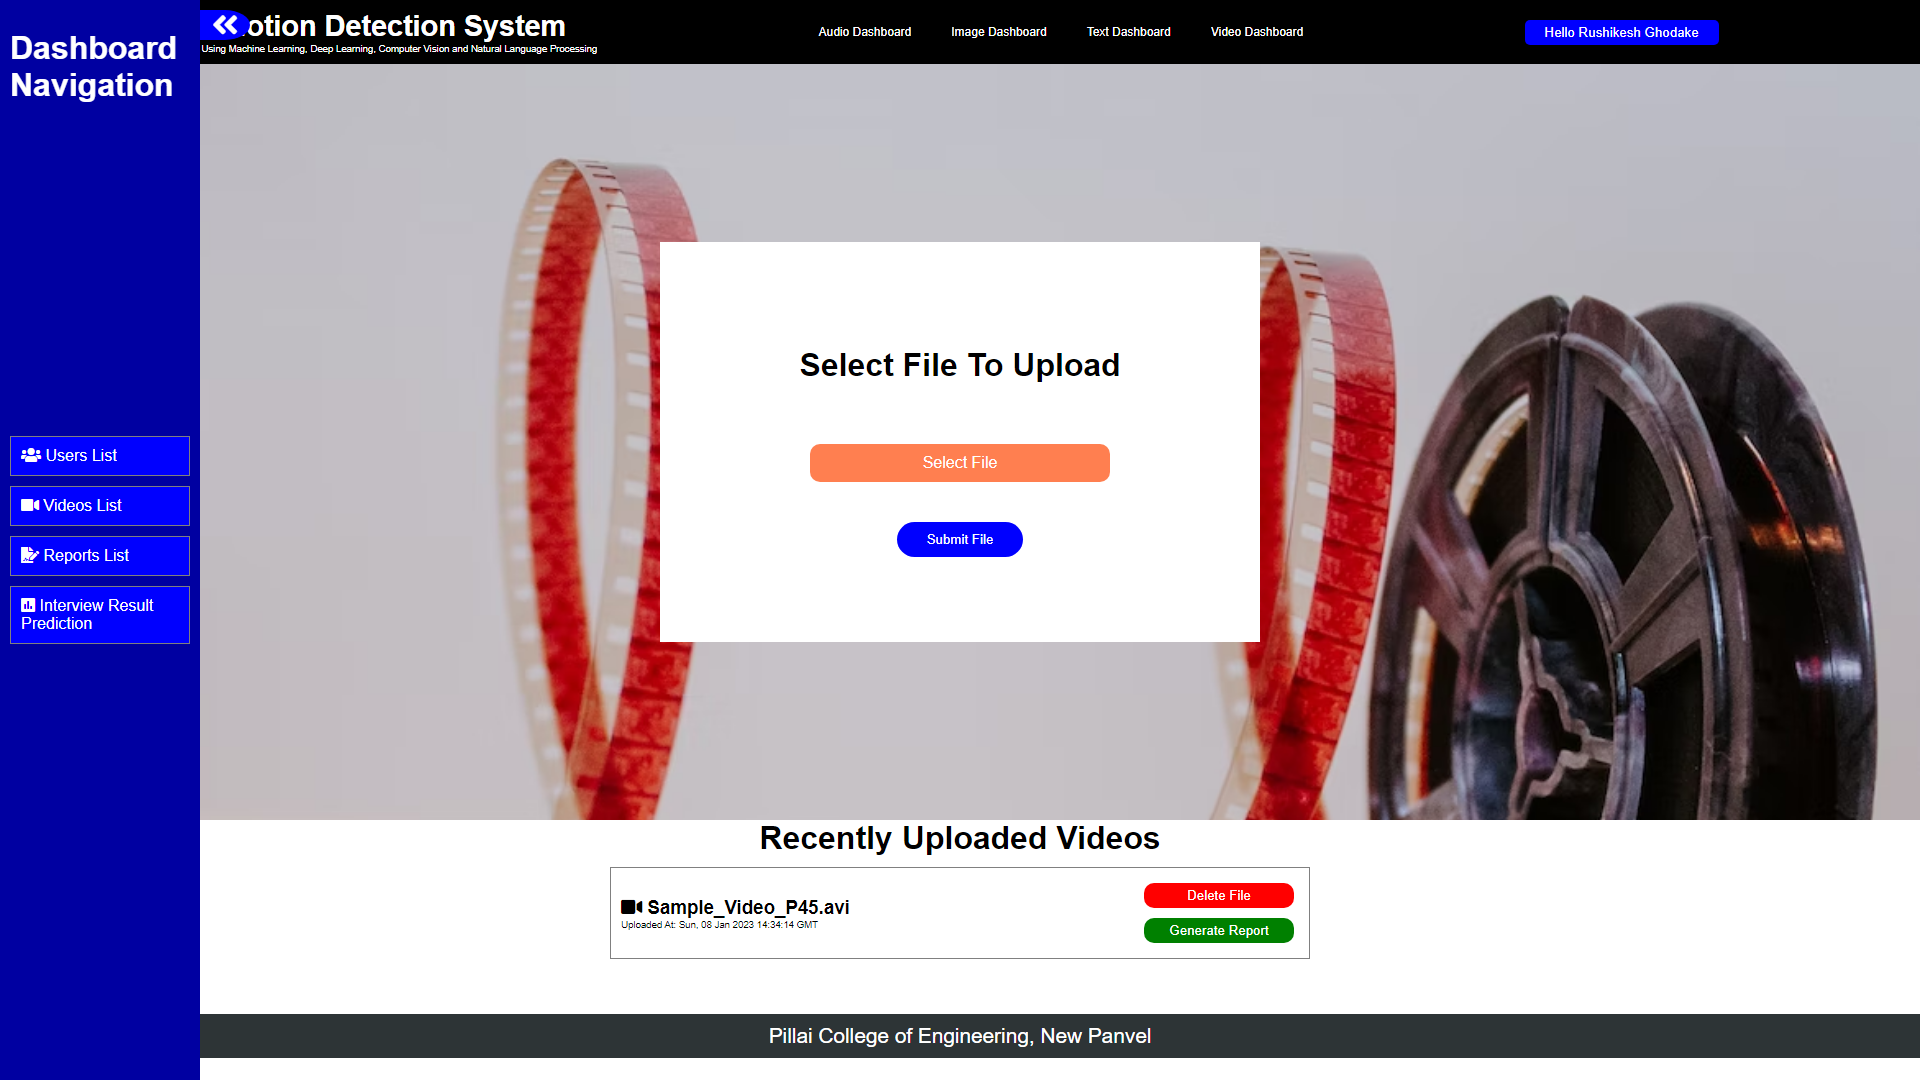 Dashboard
Navigation
Users List
Videos List
Reports List
Interview Result
Prediction
otion Detection System
Using Machine Learning, Deep Learning, Computer Vision and Natural Language Processing
Audio Dashboard
Image Dashboard
Text Dashboard
Video Dashboard
Hello Rushikesh Ghodake
Select File To Upload
Select File
Submit File
Recently Uploaded Videos
Sample_Video_P45.avi
Uploaded At: Sun, 08 Jan 2023 14:34:14 GMT
Delete File
Generate Report
Pillai College of Engineering, New Panvel